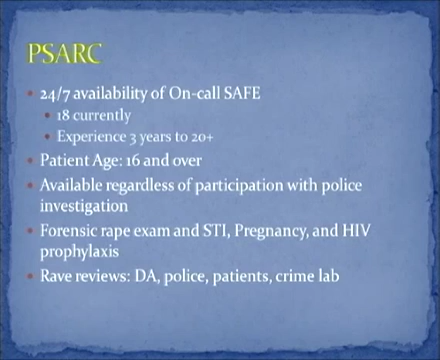 PSARC
24/7 availability of On-call SAFE
18 currently
Experience 3 years to 20+
Patient Age: 16 and over
Available regardless of participation with police
investigation
Forensic rape exam and STI, Pregnancy, and HIV
prophylaxis
Rave reviews: DA, police, patients, crime lab